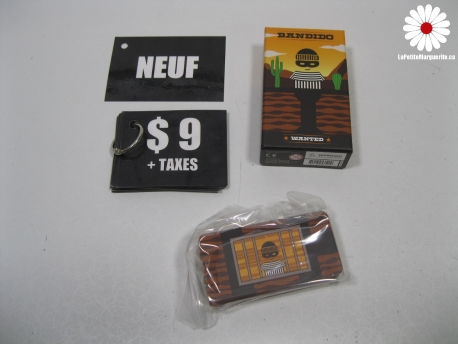 LaPetiteMarguerite.ca
NEUF
$ 9
+ TAXES
BANDIDO
WANTED